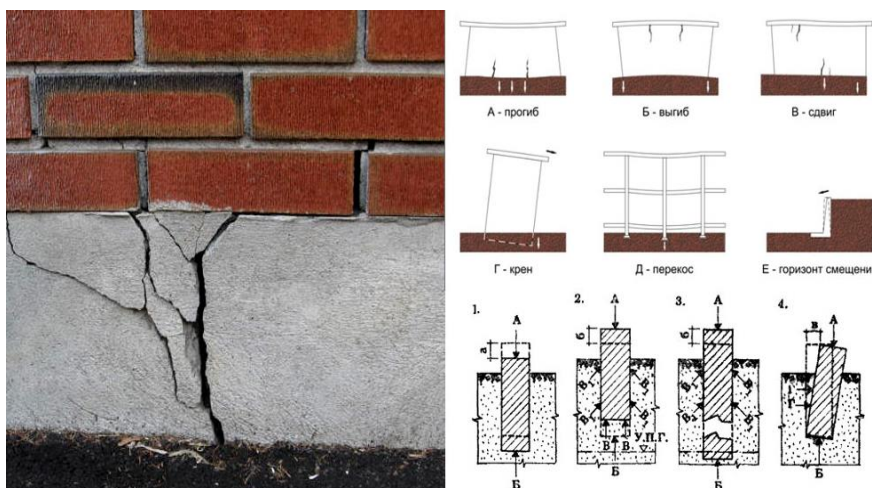 А - прогиб
Б - выгиб
В - сдвиг
Г - крен
Д - перекос
Е - горизонт смещени
1.
2.
3.
4.
А
А
А
А
а
б
б
в
В
В
В
В
В
В
В
В
В
В
Г
У.П.Г.
Б
Б
Б
Б